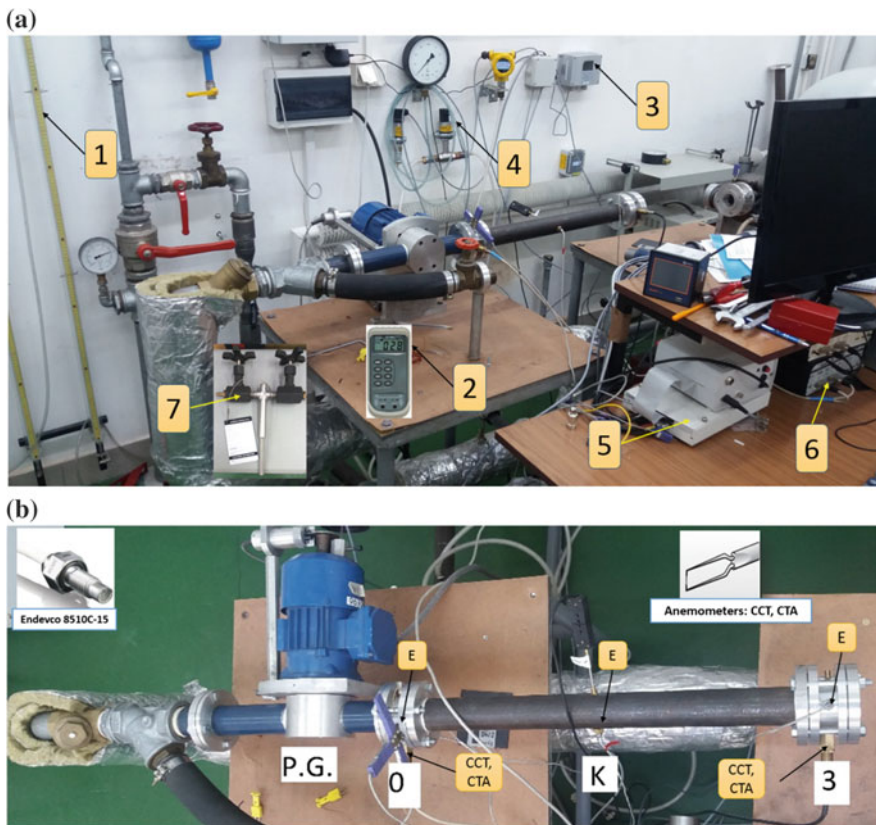 (a)
1
3
4
2
7
5
6
(b)
Endevco 8510C-15
Anemometers: CCT, CTA
E
E
E
P.G.
0
CCT,
CTA
K
CCT,
CTA
3